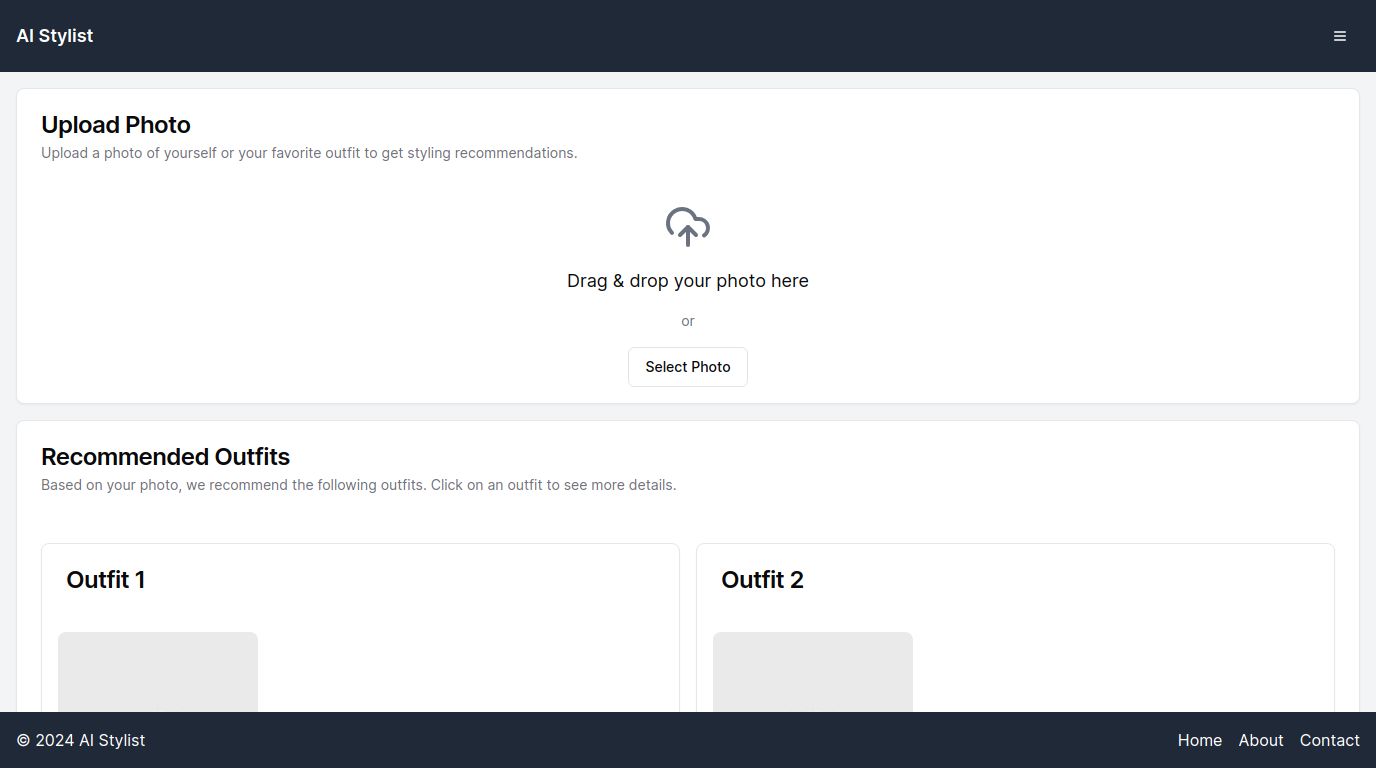 AI Stylist
Upload Photo
Upload a photo of yourself or your favorite outfit to get styling recommendations.
Drag & drop your photo here
or
Select Photo
Recommended Outfits
Based on your photo, we recommend the following outfits. Click on an outfit to see more details.
Outfit 1
Outfit 2
© 2024 AI Stylist
Home
About
Contact